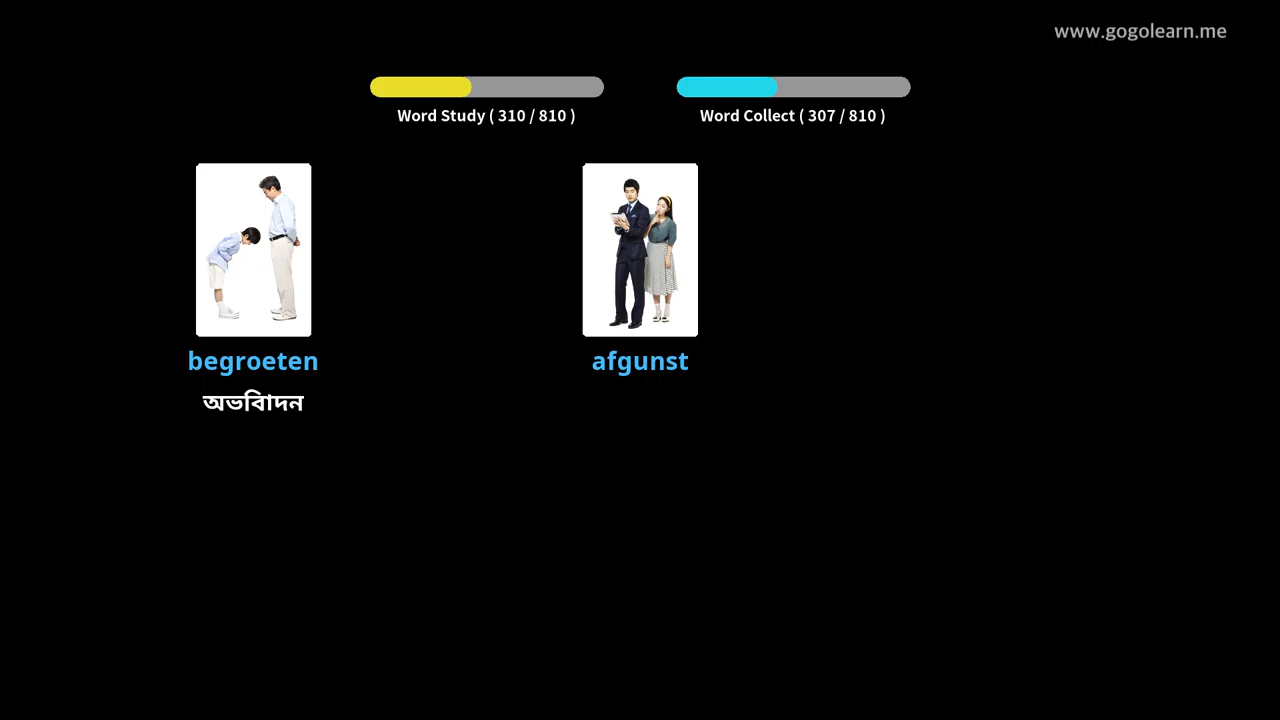 www.gogolearn.me
Word Study ( 310 / 810 )
Word Collect ( 307 / 810 )
begroeten
afgunst
অভিবাদন